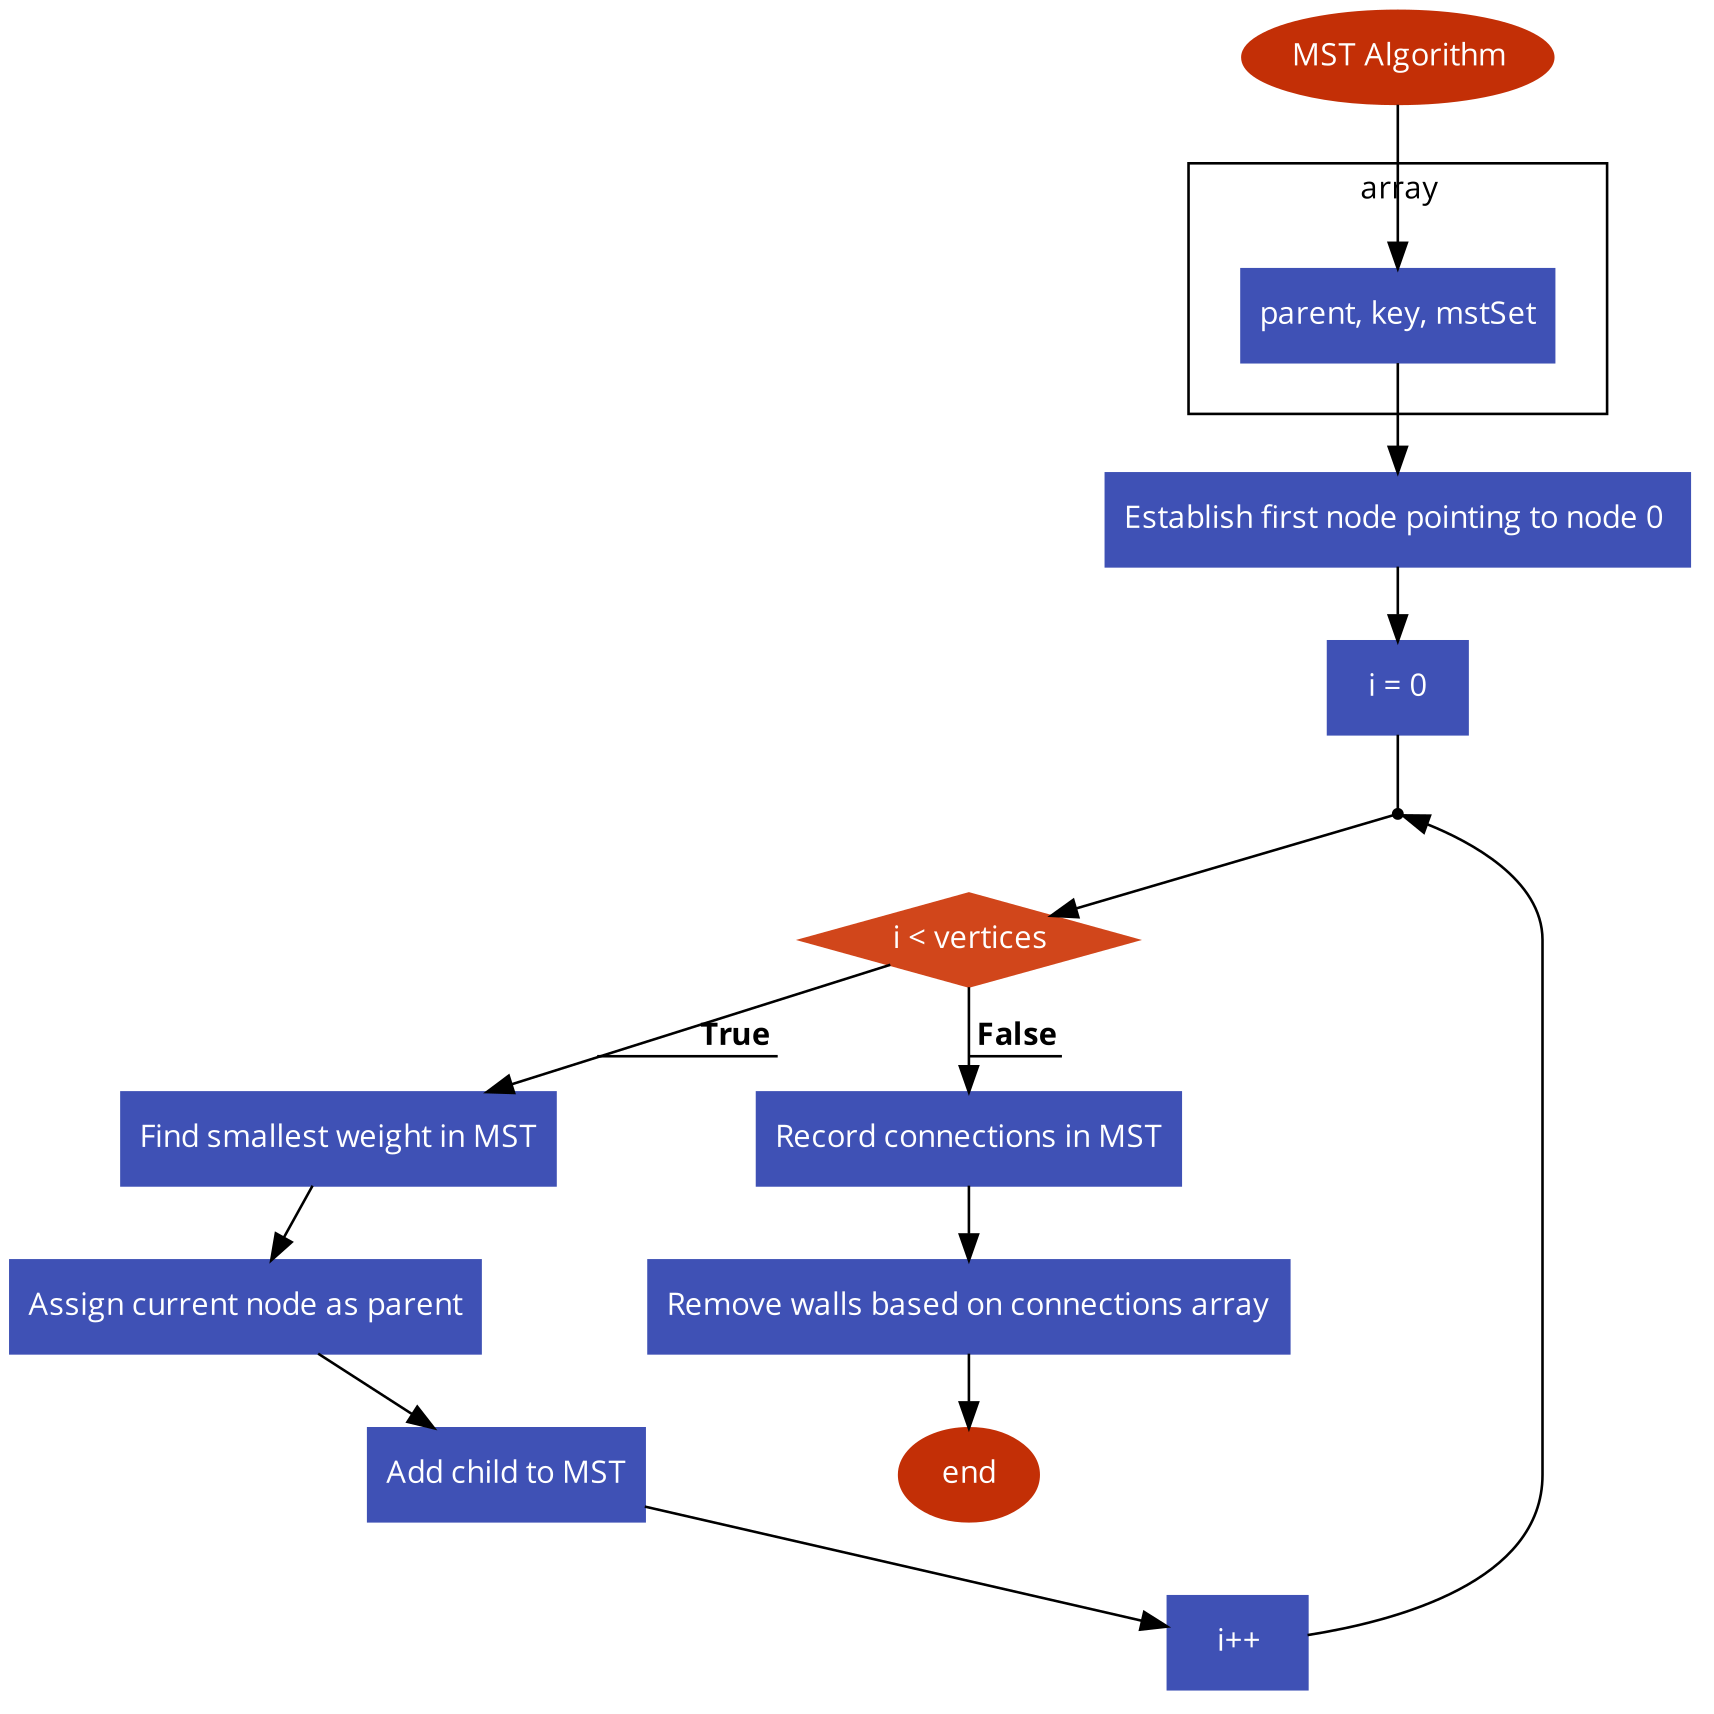 MST Algorithm
array
parent, key, mstSet
Establish first node pointing to node 0
i = 0
i < vertices
True
False
Find smallest weight in MST
Record connections in MST
Assign current node as parent
Remove walls based on connections array
Add child to MST
end
i++